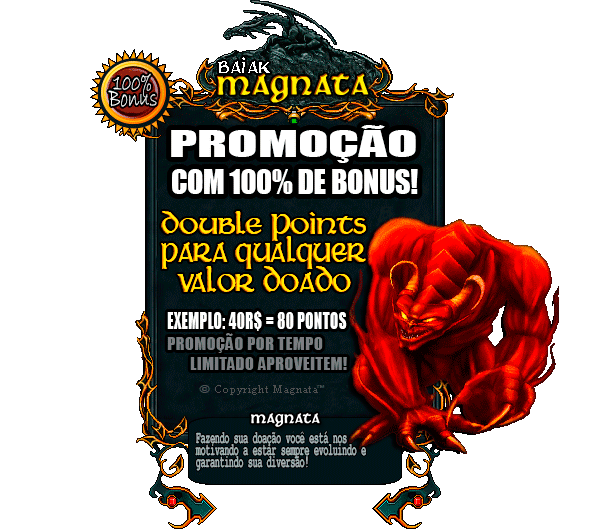 BAIAK
MAGNATA
100%
Bonus
PROMOÇÃO
COM 100% DE BONUS!
DOUBLE POINTS
PARA QUALQUER
VALOR DOADO
EXEMPLO: 40R$ = 80 PONTOS
PROMOÇÃO POR TEMPO
LIMITADO APROVEITEM!
© Copyright Magnata™
MAGNATA
Fazendo sua doação você está nos
motivando a estar sempre evoluindo e
garantindo sua diversão!